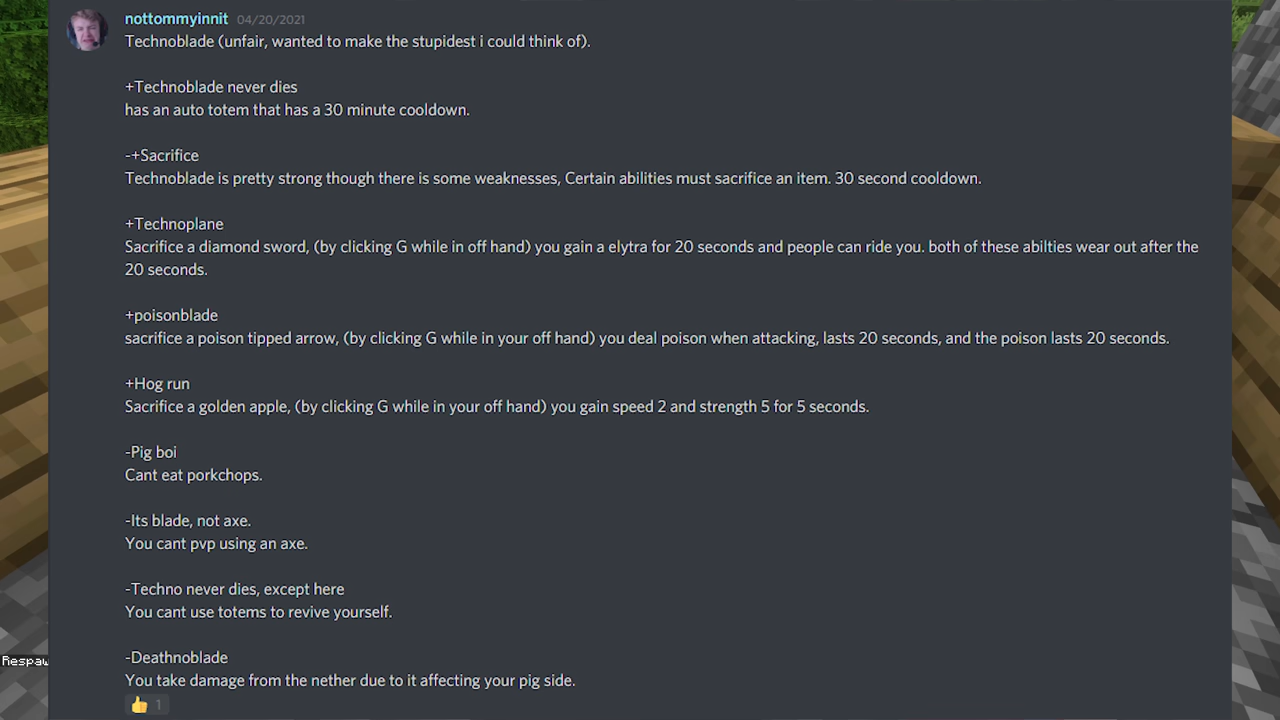 nottommyinnit 04/20/2021
Technoblade (unfair, wanted to make the stupidest i could think of).
+Technoblade never dies
has an auto totem that has a 30 minute cooldown.
-+Sacrifice
Technoblade is pretty strong though there is some weaknesses, Certain abilities must sacrifice an item. 30 second cooldown.
+Technoplane
Sacrifice a diamond sword, (by clicking G while in off hand) you gain a elytra for 20 seconds and people can ride you. both of these abilties wear out after the
20 seconds.
+poisonblade
sacrifice a poison tipped arrow, (by clicking G while in your off hand) you deal poison when attacking, lasts 20 seconds, and the poison lasts 20 seconds.
+Hog run
Sacrifice a golden apple, (by clicking G while in your off hand) you gain speed 2 and strength 5 for 5 seconds.
-Pig boi
Cant eat porkchops.
-Its blade, not axe.
You cant pvp using an axe.
-Techno never dies, except here
You cant use totems to revive yourself.
Respaw
-Deathnoblade
You take damage from the nether due to it affecting your pig side.
1